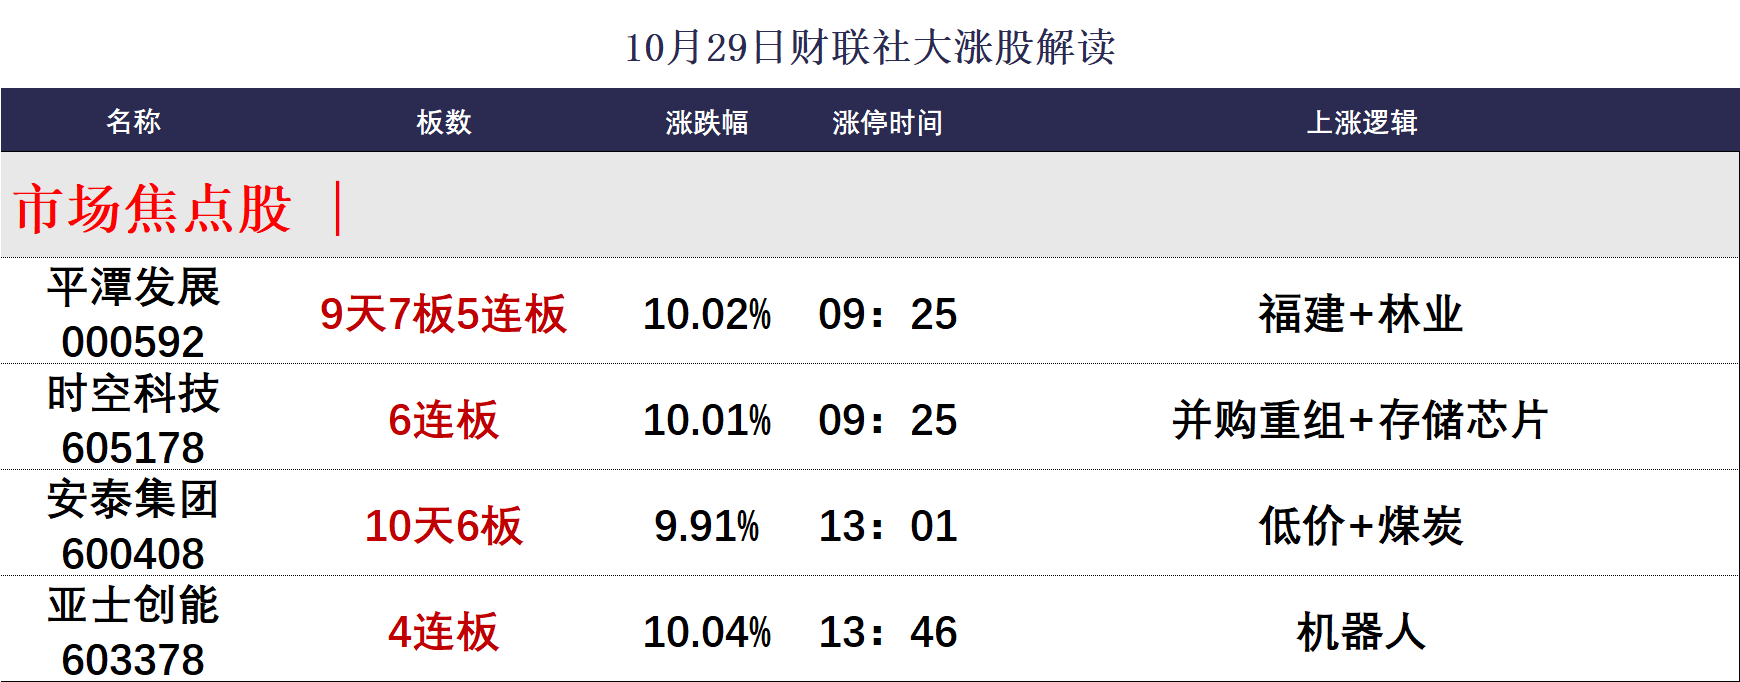 10月29日财联社大涨股解读
名称 板数 涨跌幅 涨停时间 上涨逻辑
市场焦点股 ｜
平潭发展
000592 9天7板5连板 10.02% 09：25 福建+林业
时空科技
605178 6连板 10.01% 09：25 并购重组+存储芯片
安泰集团
600408 10天6板 9.91% 13：01 低价+煤炭
亚士创能
603378 4连板 10.04% 13：46 机器人